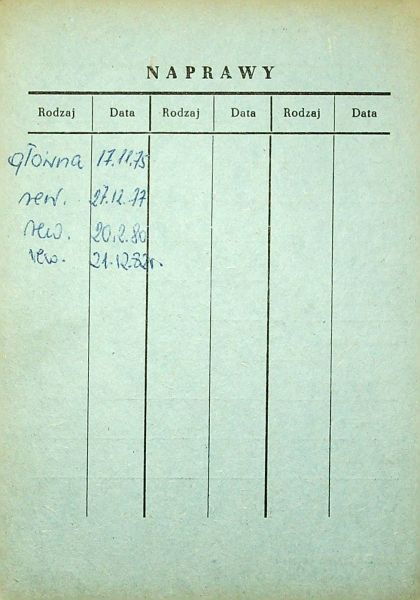 NAPRAWY
Rodzaj Data Rodzaj Data Rodzaj Data
główna 17.11.75
rew. 27.12.77
rew. 20.2.80
rew. 21.12.82r.